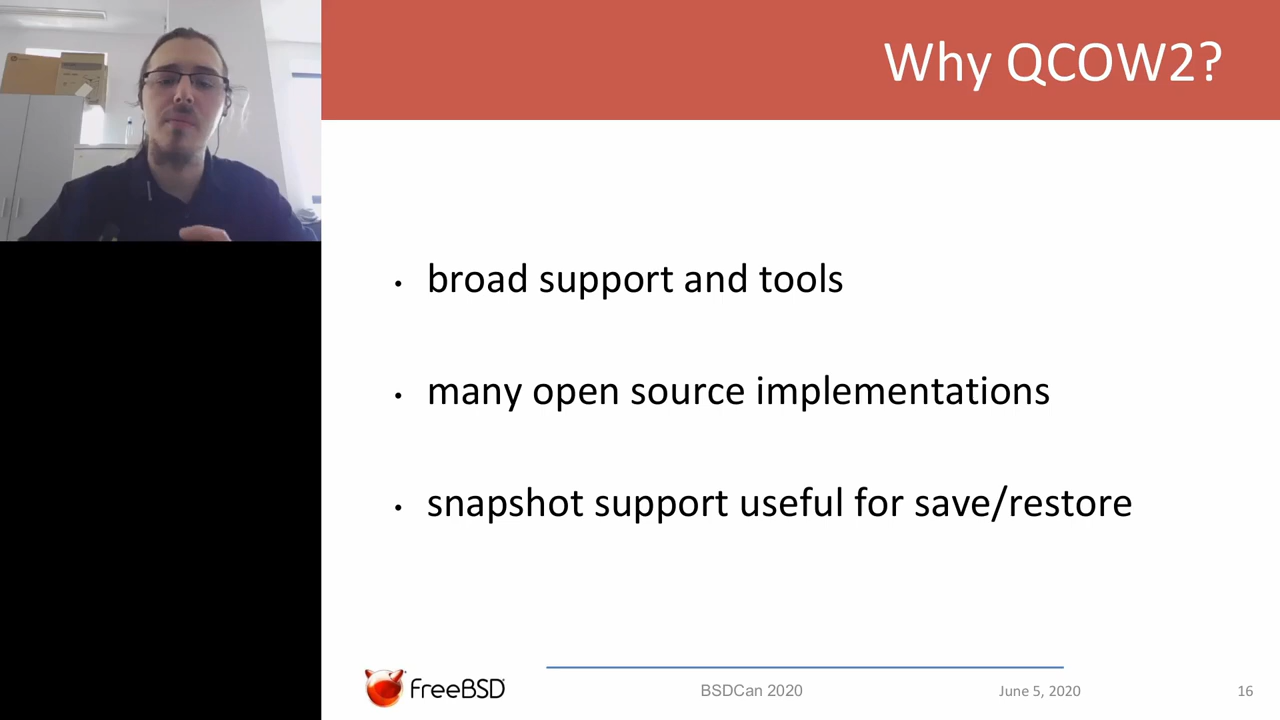 Why QCOW2?
• broad support and tools
• many open source implementations
• snapshot support useful for save/restore
FreeBSD
BSDCan 2020
June 5, 2020
16